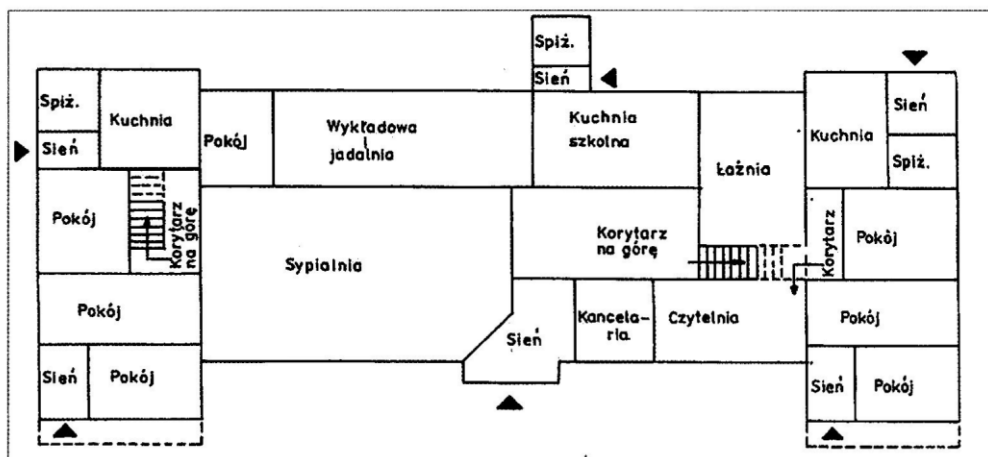 Spiż.
Sień
Spiż.
Kuchnia
Sień
Pokój
Wykładowa
i
jadalnia
Kuchnia
szkolna
Łaźnia
Kuchnia
Sień
Spiż.
Pokój
Korytarz
na górę
Sypialnia
Korytarz
na górę
Korytarz
Pokój
Pokój
Sień
Kancela-
ria
Czytelnia
Pokój
Sień
Pokój
Sień
Pokój